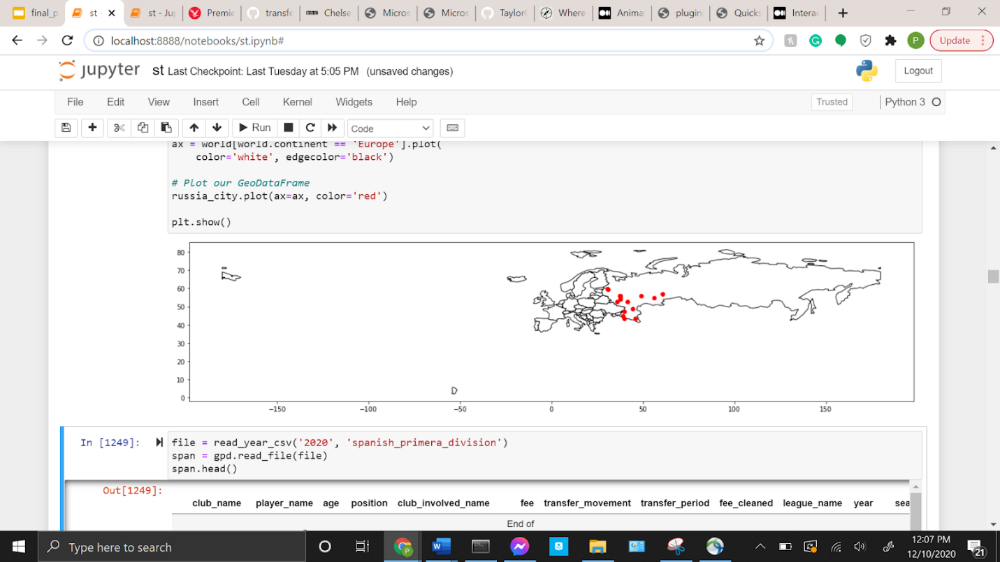 final_p
st -
st - Jup
Premie
transfe
BBC
Chelse
Micros
Micros
Where
Anima
plugin
Quicks
Interac
localhost:8888/notebooks/st.ipynb#
P
Update
jupyter
st Last Checkpoint: Last Tuesday at 5:05 PM (unsaved changes)
Logout
File Edit View Insert Cell Kernel Widgets Help
Trusted
Python 3
Run
Code
ax = world[world.continent == 'Europe'].plot(
color='white', edgecolor='black')
# Plot our GeoDataFrame
russia_city.plot(ax=ax, color='red')
plt.show()
80
70
60
50
40
30
20
10
0
−150 −100 −50 0 50 100 150
In [1249]:
file = read_year_csv('2020', 'spanish_primera_division')
span = gpd.read_file(file)
span.head()
Out[1249]:
club_name player_name age position club_involved_name fee transfer_movement transfer_period fee_cleaned league_name year sea
End of
Type here to search
P
12:07 PM
12/10/2020
21